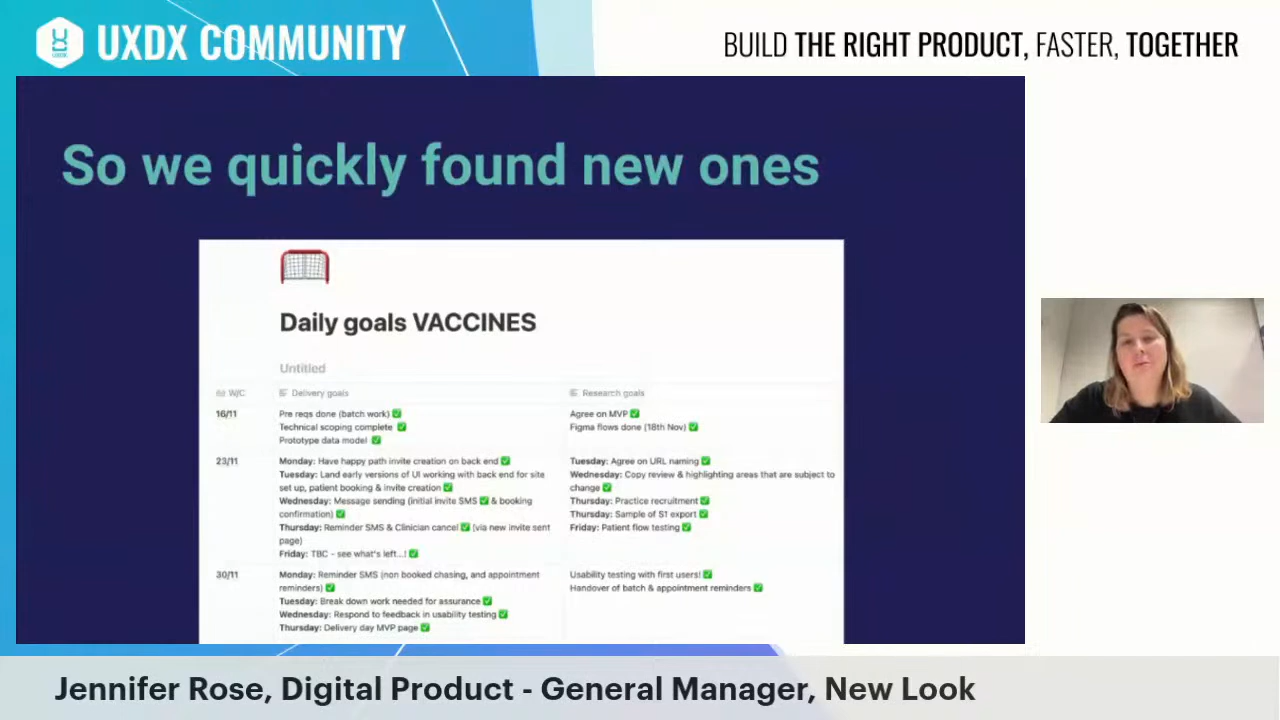 UXDX COMMUNITY
BUILD THE RIGHT PRODUCT, FASTER, TOGETHER
So we quickly found new ones
Daily goals VACCINES
Untitled
W/C
Delivery goals
Research goals
16/11
Pre reqs done (batch work) ✅
Technical scoping complete ✅
Prototype data model ✅
Agree on MVP ✅
Figma flows done (18th Nov) ✅
23/11
Monday: Have happy path invite creation on back end ✅
Tuesday: Land early versions of UI working with back end for site
set up, patient booking & invite creation ✅
Wednesday: Message sending (initial invite SMS ✅ & booking
confirmation) ✅
Thursday: Reminder SMS & Clinician cancel ✅ (via new invite sent
page)
Friday: TBC - see what's left...! ✅
Tuesday: Agree on URL naming ✅
Wednesday: Copy review & highlighting areas that are subject to
change ✅
Thursday: Practice recruitment ✅
Thursday: Sample of S1 export ✅
Friday: Patient flow testing ✅
30/11
Monday: Reminder SMS (non booked chasing, and appointment
reminders) ✅
Tuesday: Break down work needed for assurance ✅
Wednesday: Respond to feedback in usability testing ✅
Thursday: Delivery day MVP page ✅
Usability testing with first users! ✅
Handover of batch & appointment reminders ✅
Jennifer Rose, Digital Product - General Manager, New Look